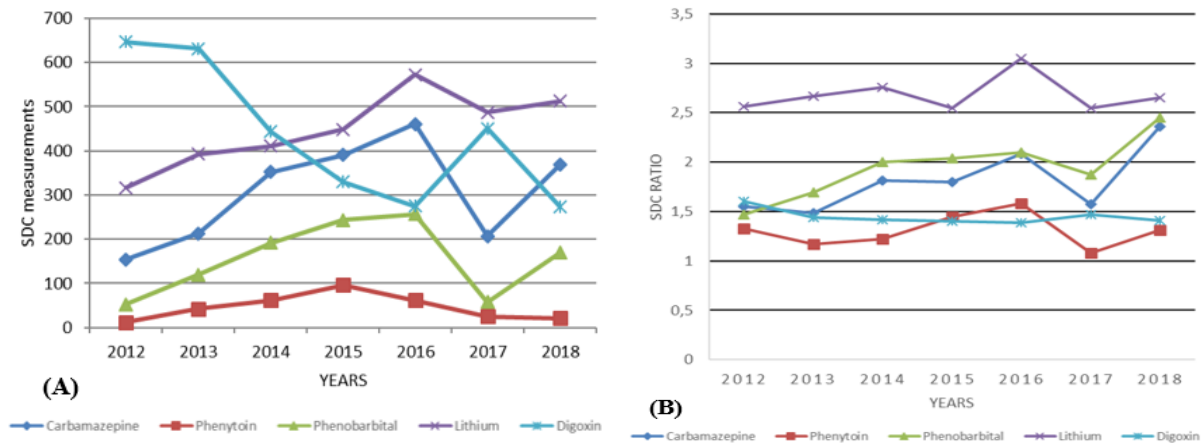 700
600
500
400
300
200
100
0
SDC measurements
2012 2013 2014 2015 2016 2017 2018
YEARS
(A)
Carbamazepine Phenytoin Phenobarbital Lithium Digoxin
3,5
3
2,5
2
1,5
1
0,5
0
SDC RATIO
2012 2013 2014 2015 2016 2017 2018
YEARS
(B)
Carbamazepine Phenytoin Phenobarbital Lithium Digoxin